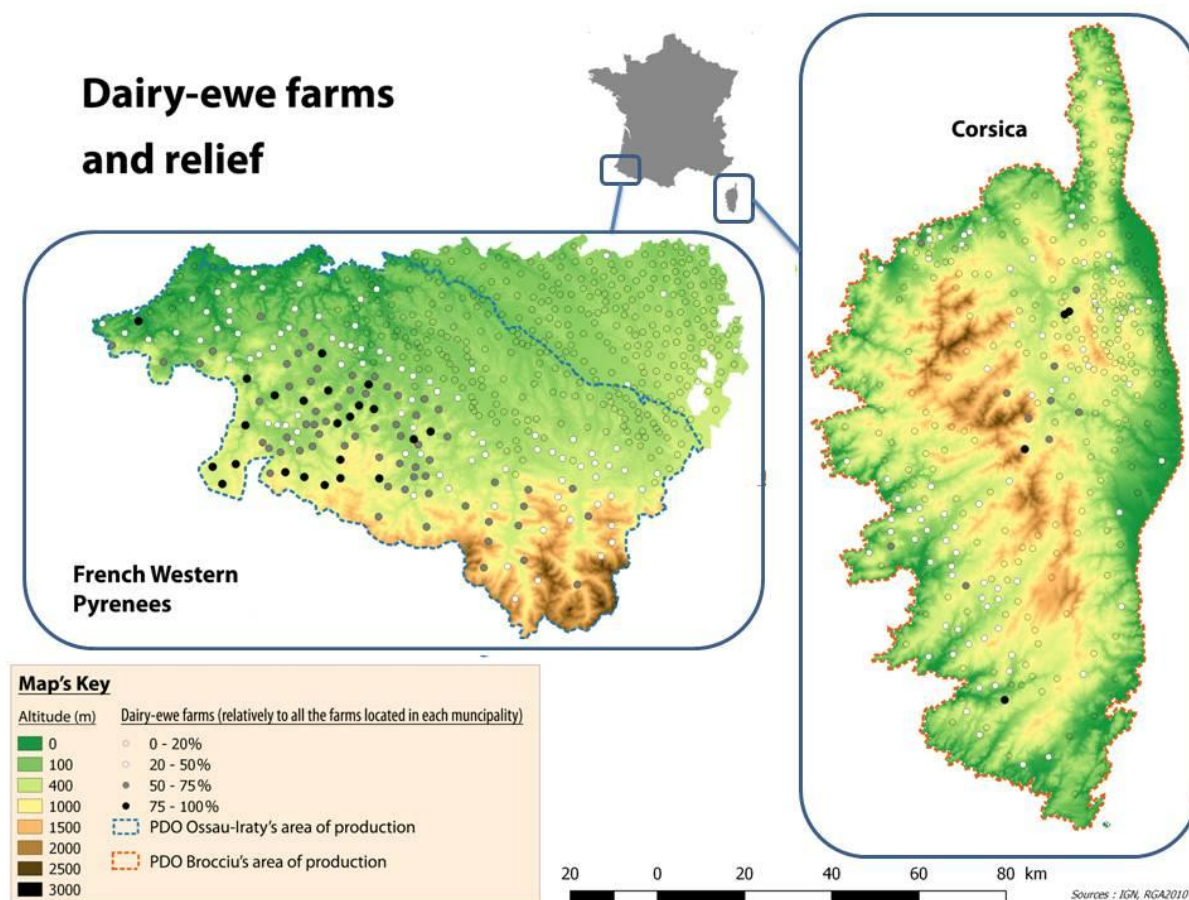 Dairy-ewe farms
and relief
Corsica
French Western
Pyrenees
Map's Key
Altitude (m)
0
100
400
1000
1500
2000
2500
3000
Dairy-ewe farms (relatively to all the farms located in each muncipality)
0 - 20%
20 - 50%
50 - 75%
75 - 100%
PDO Ossau-Iraty's area of production
PDO Brocciu's area of production
20 0 20 40 60 80 km
Sources : IGN, RGA2010